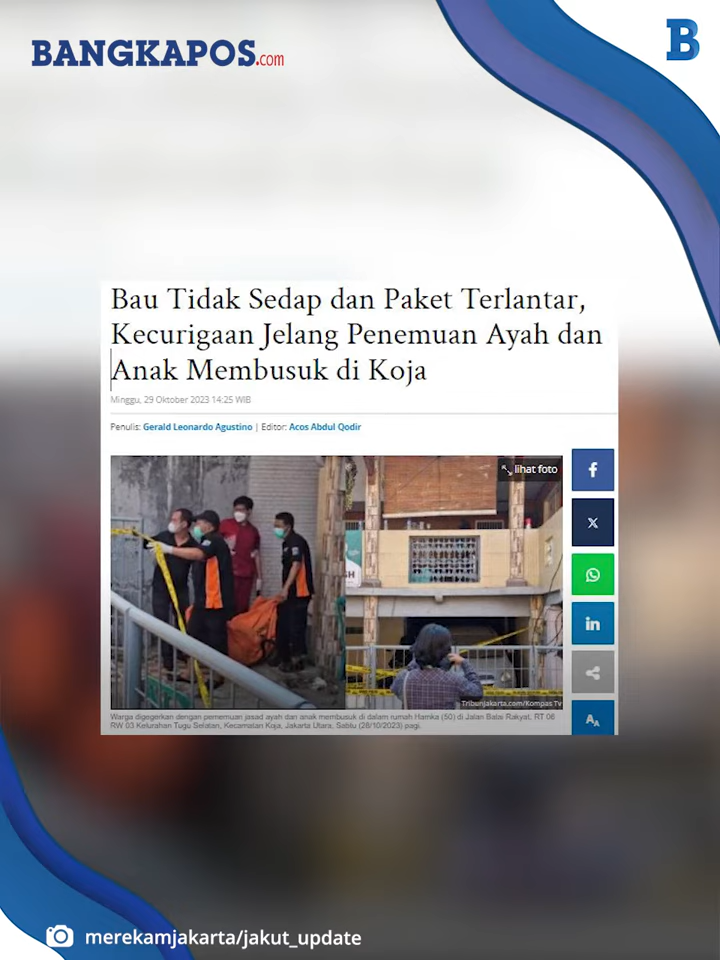 BANGKAPOS.com
B
Bau Tidak Sedap dan Paket Terlantar,
Kecurigaan Jelang Penemuan Ayah dan
Anak Membusuk di Koja
Minggu, 29 Oktober 2023 14:25 WIB
Penulis: Gerald Leonardo Agustino | Editor: Acos Abdul Qodir
lihat foto
Tribunjakarta.com/Kompas Tv
Warga digegerkan dengan penemuan jasad ayah dan anak membusuk di dalam rumah Hamka (50) di Jalan Balai Rakyat, RT 06
RW 03 Kelurahan Tugu Selatan, Kecamatan Koja, Jakarta Utara, Sabtu (28/10/2023) pagi.
AA
merekamjakarta/jakut_update